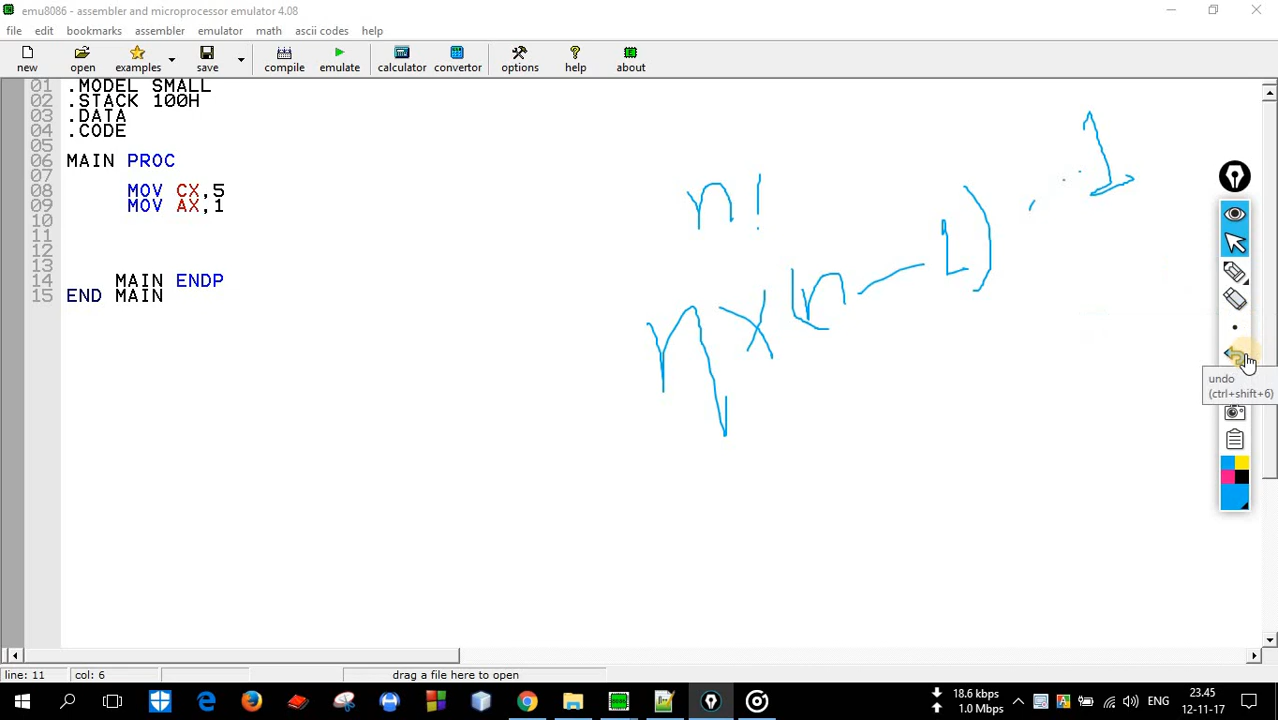 emu8086 - assembler and microprocessor emulator 4.08
file edit bookmarks assembler emulator math ascii codes help
new open examples save compile emulate calculator convertor options help about
01 .MODEL SMALL
02 .STACK 100H
03 .DATA
04 .CODE
05
06 MAIN PROC
07
08 MOV CX,5
09 MOV AX,1
10
11
12
13
14 MAIN ENDP
15 END MAIN
n!
n x (n - 1) ... 1
undo
(ctrl+shift+6)
line: 11 col: 6 drag a file here to open
18.6 kbps
1.0 Mbps
ENG
23.45
12-11-17